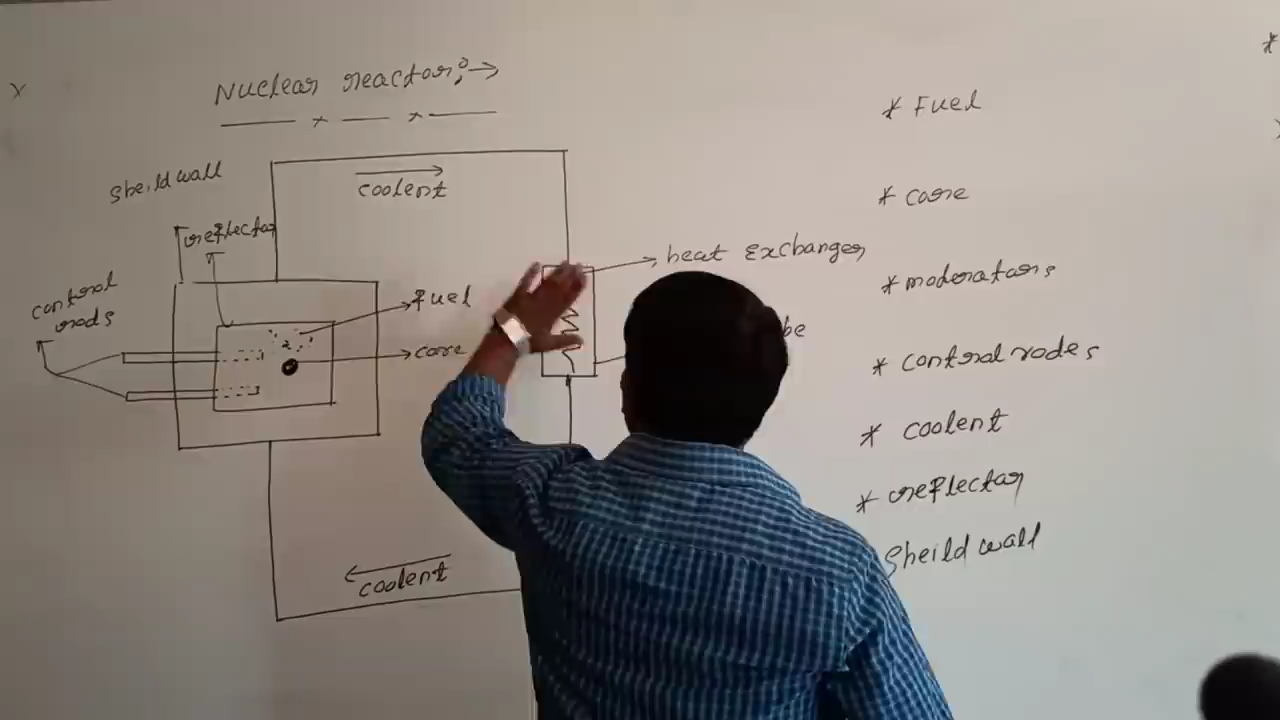 Nuclear reactor:→
Sheild wall
reflector
control
rods
coolent
fuel
core
heat exchanger
coolent
* Fuel
* core
* moderators
* control rodes
* coolent
* reflector
Sheild wall